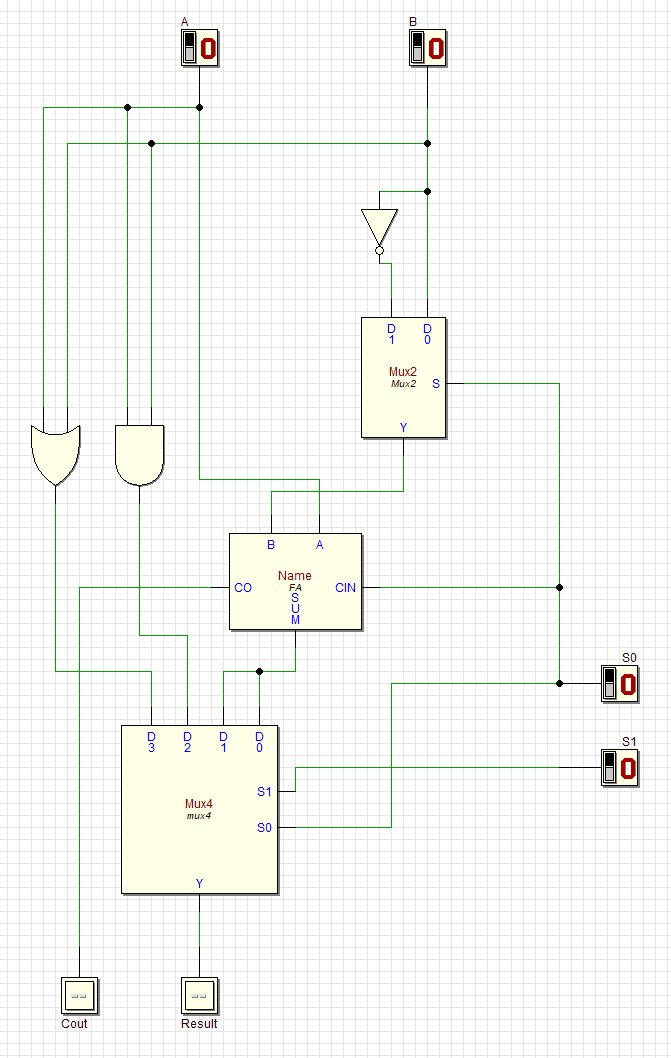 A
B
0
0
D D
1 0
Mux2
Mux2
S
Y
B A
Name
FA
CO
CIN
S
U
M
S0
0
S1
0
D D D D
3 2 1 0
S1
Mux4
mux4
S0
Y
--
--
Cout
Result